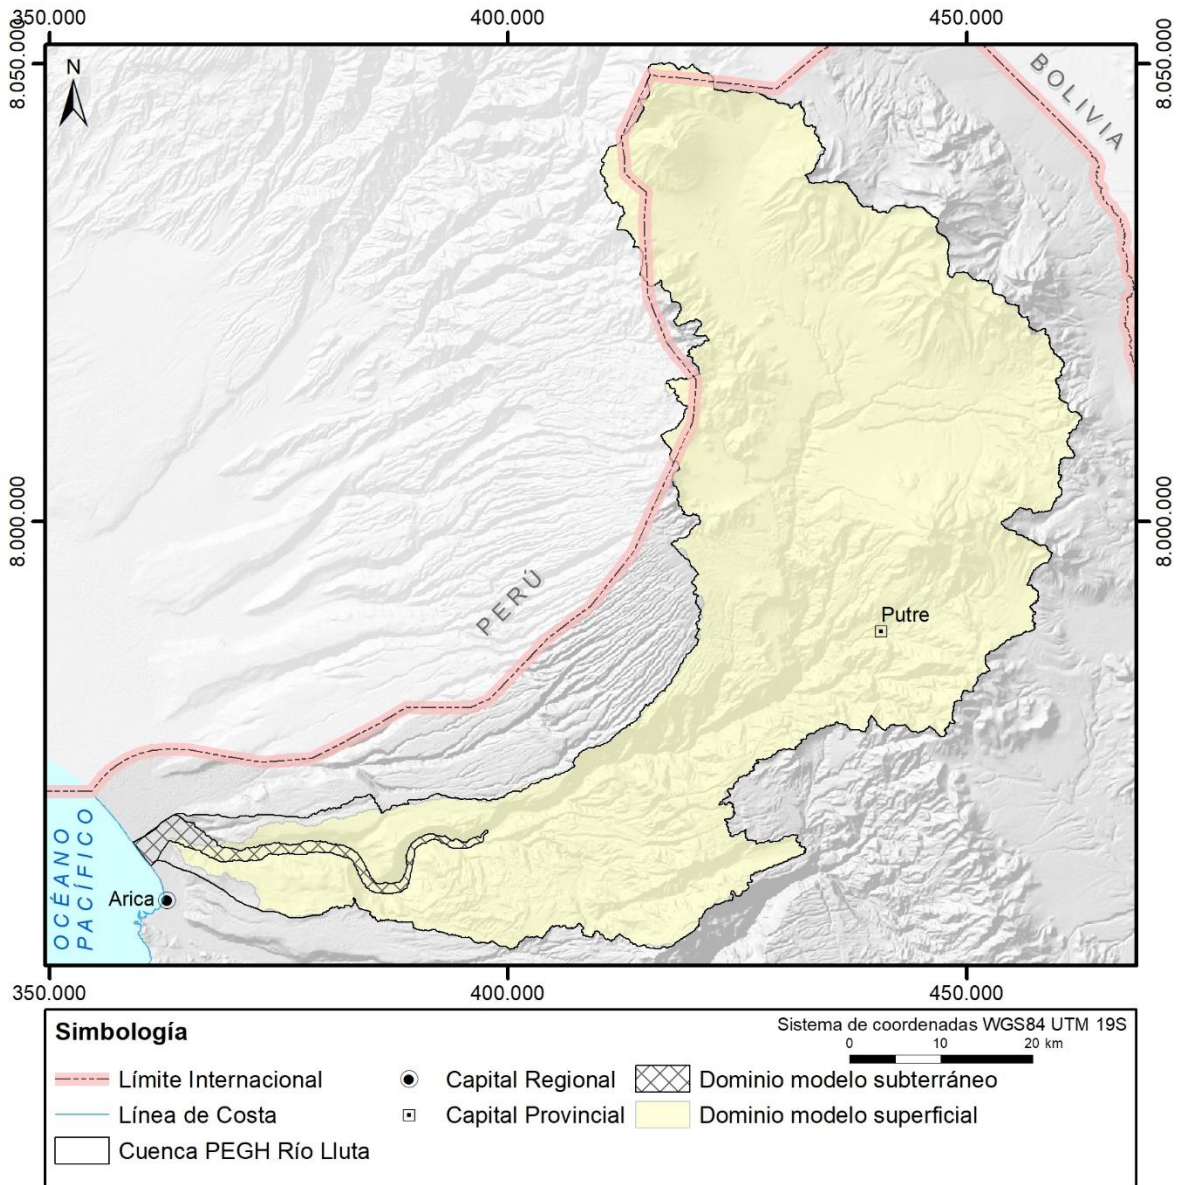 350.000
400.000
450.000
8.050.000
8.050.000
N
BOLIVIA
8.000.000
8.000.000
PERÚ
Putre
OCÉANO
PACÍFICO
Arica
350.000
400.000
450.000
Simbología
Sistema de coordenadas WGS84 UTM 19S
0 10 20 km
Límite Internacional
Capital Regional
Dominio modelo subterráneo
Línea de Costa
Capital Provincial
Dominio modelo superficial
Cuenca PEGH Río Lluta